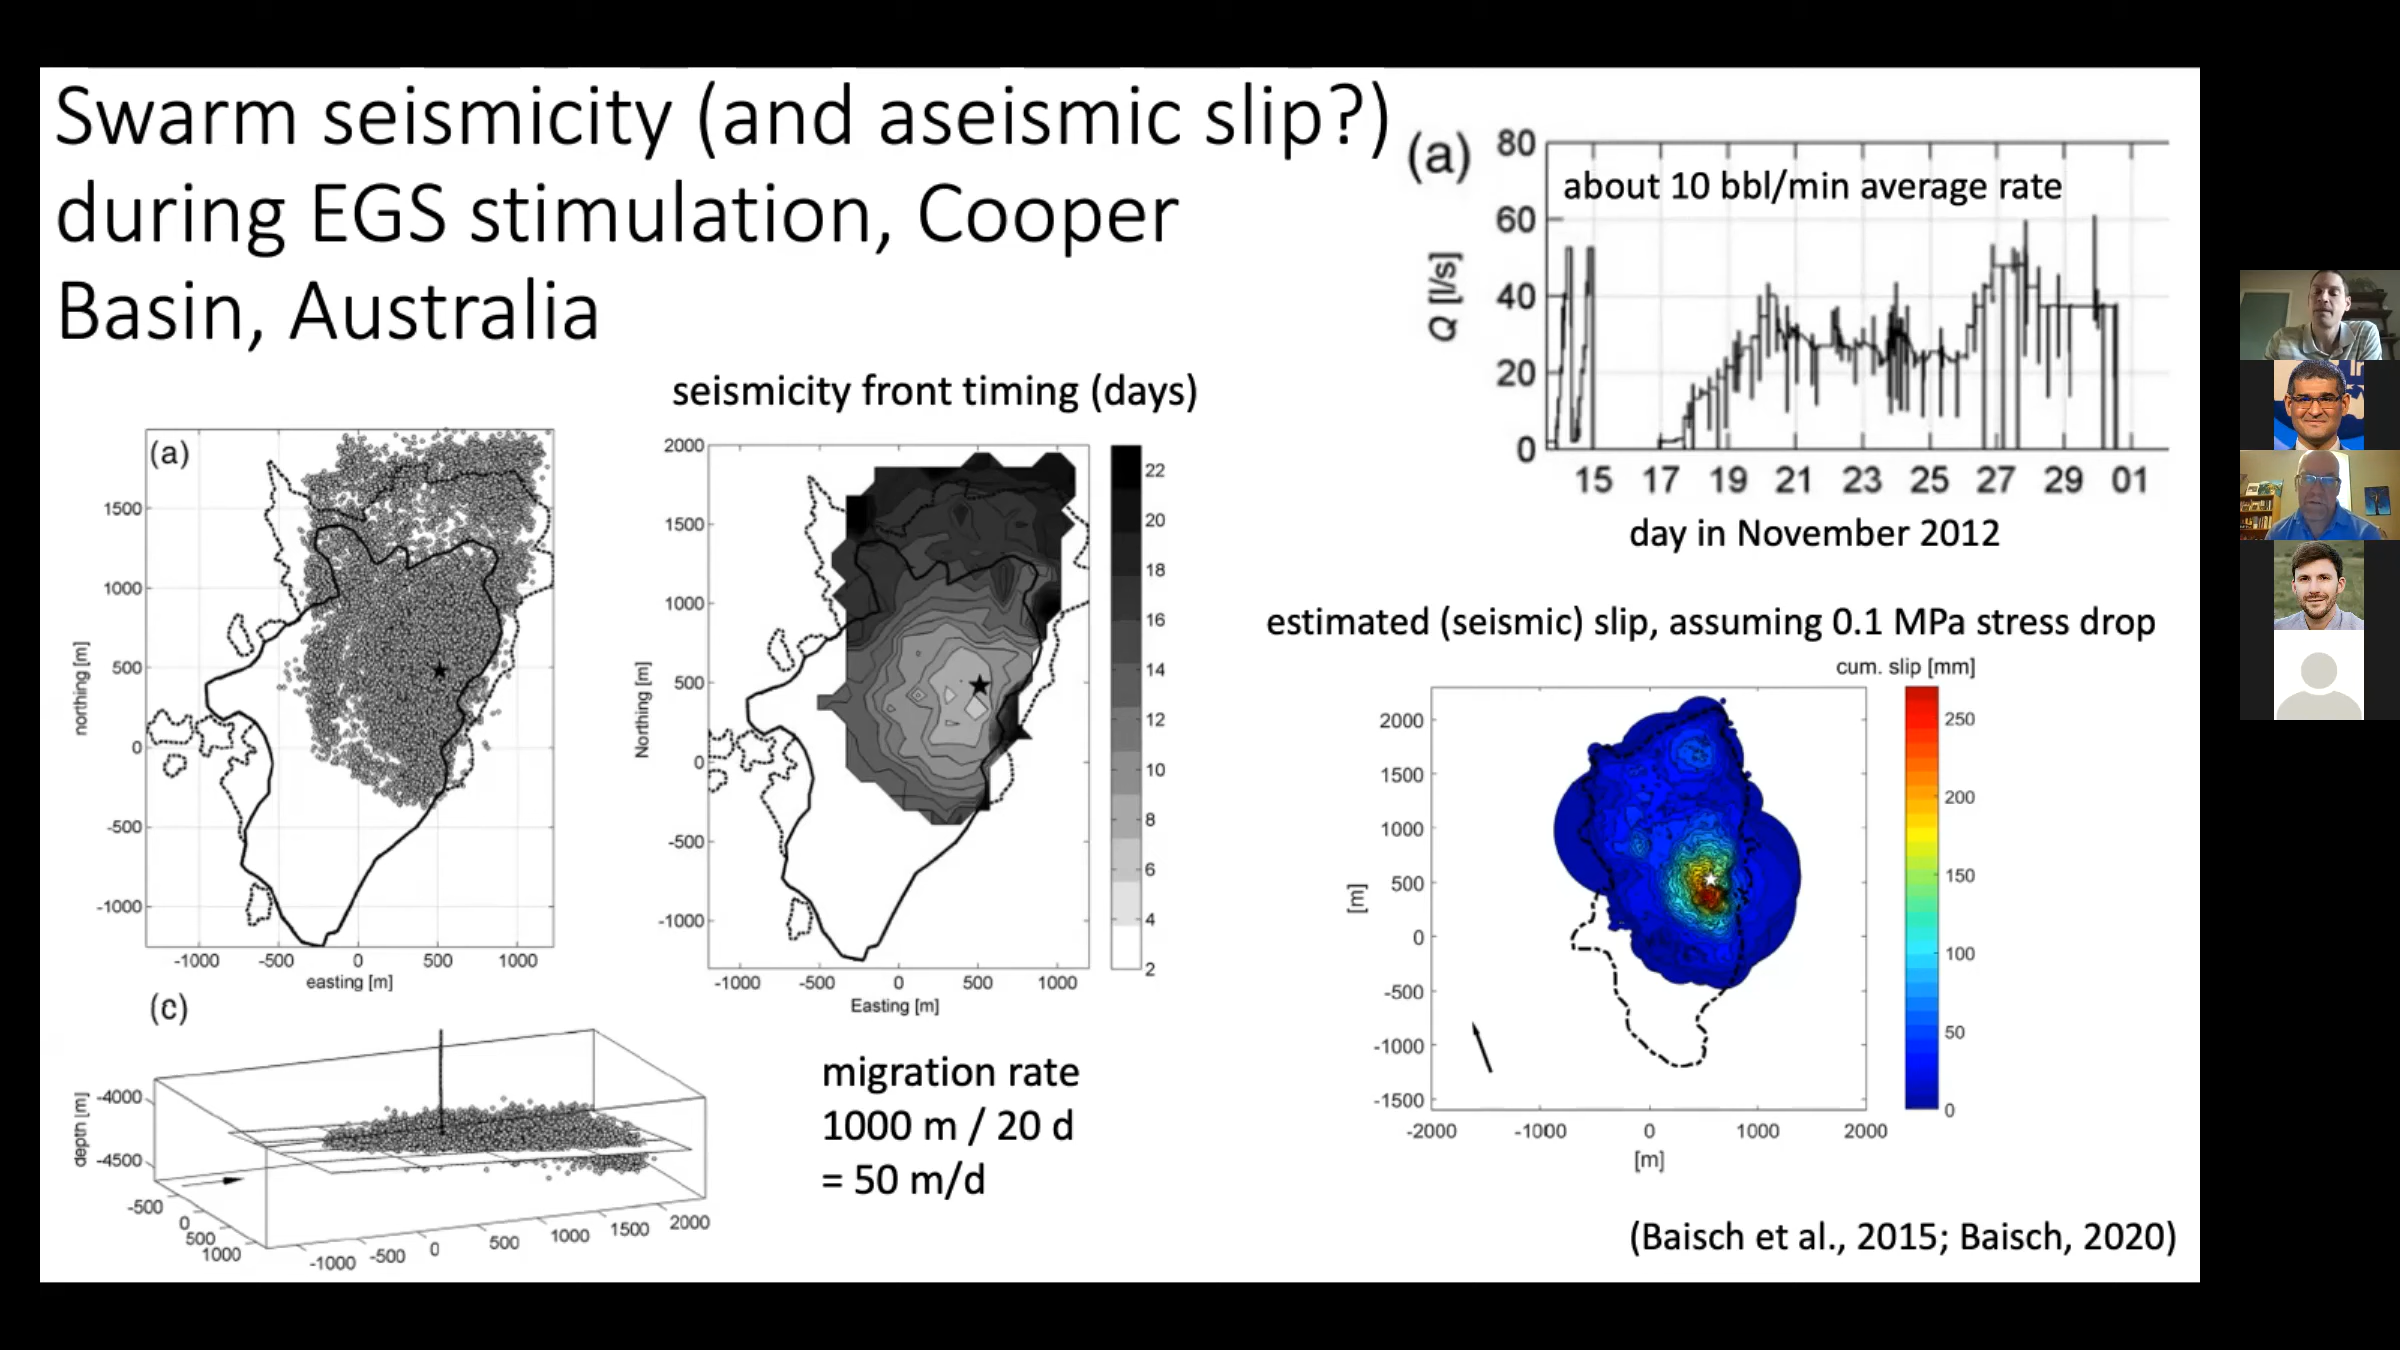 Swarm seismicity (and aseismic slip?)
during EGS stimulation, Cooper
Basin, Australia
(a)
80
60
40
20
0
Q [l/s]
about 10 bbl/min average rate
15 17 19 21 23 25 27 29 01
day in November 2012
(a)
1500
1000
500
0
-500
-1000
northing [m]
-1000 -500 0 500 1000
easting [m]
seismicity front timing (days)
2000
1500
1000
500
0
-500
-1000
Northing [m]
-1000 -500 0 500 1000
Easting [m]
22
20
18
16
14
12
10
8
6
4
2
(c)
-4000
-4500
depth [m]
-500
0
500
1000
-1000 -500 0 500 1000 1500 2000
migration rate
1000 m / 20 d
= 50 m/d
estimated (seismic) slip, assuming 0.1 MPa stress drop
cum. slip [mm]
2000
1500
1000
500
0
-500
-1000
-1500
[m]
-2000 -1000 0 1000 2000
[m]
250
200
150
100
50
0
(Baisch et al., 2015; Baisch, 2020)